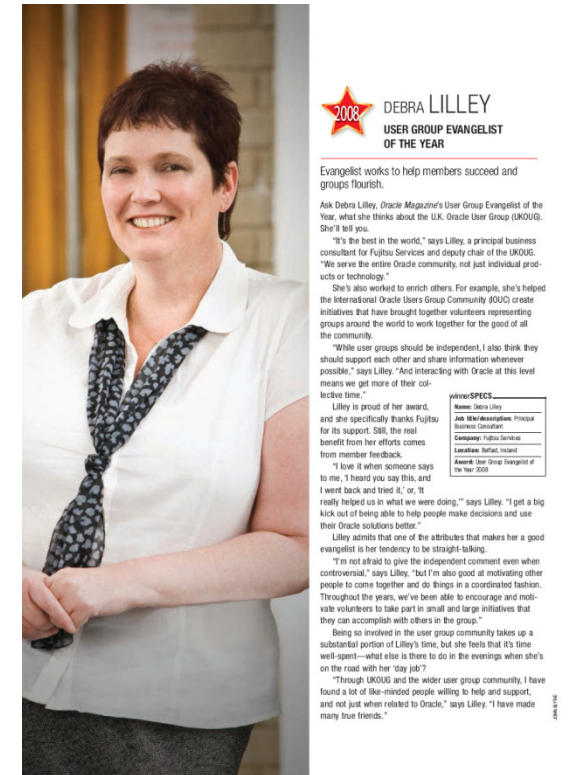 2008
DEBRA LILLEY
USER GROUP EVANGELIST
OF THE YEAR
Evangelist works to help members succeed and
groups flourish.
Ask Debra Lilley, Oracle Magazine's User Group Evangelist of the
Year, what she thinks about the U.K. Oracle User Group (UKOUG).
She'll tell you.
"It's the best in the world," says Lilley, a principal business
consultant for Fujitsu Services and deputy chair of the UKOUG.
"We serve the entire Oracle community, not just individual prod-
ucts or technology."
She's also worked to enrich others. For example, she's helped
the International Oracle Users Group Community (IOUC) create
initiatives that have brought together volunteers representing
groups around the world to work together for the good of all
the community.
"While user groups should be independent, I also think they
should support each other and share information whenever
possible," says Lilley. "And interacting with Oracle at this level
means we get more of their col-
lective time."
Lilley is proud of her award,
and she specifically thanks Fujitsu
for its support. Still, the real
benefit from her efforts comes
from member feedback.
"I love it when someone says
to me, 'I heard you say this, and
I went back and tried it,' or, 'It
really helped us in what we were doing,'" says Lilley. "I get a big
kick out of being able to help people make decisions and use
their Oracle solutions better."
Lilley admits that one of the attributes that makes her a good
evangelist is her tendency to be straight-talking.
"I'm not afraid to give the independent comment even when
controversial," says Lilley, "but I'm also good at motivating other
people to come together and do things in a coordinated fashion.
Throughout the years, we've been able to encourage and moti-
vate volunteers to take part in small and large initiatives that
they can accomplish with others in the group."
Being so involved in the user group community takes up a
substantial portion of Lilley's time, but she feels that it's time
well-spent—what else is there to do in the evenings when she's
on the road with her 'day job'?
"Through UKOUG and the wider user group community, I have
found a lot of like-minded people willing to help and support,
and not just when related to Oracle," says Lilley. "I have made
many true friends."
winnerSPECS
Name: Debra Lilley
Job title/description: Principal
Business Consultant
Company: Fujitsu Services
Location: Belfast, Ireland
Award: User Group Evangelist of
the Year 2008